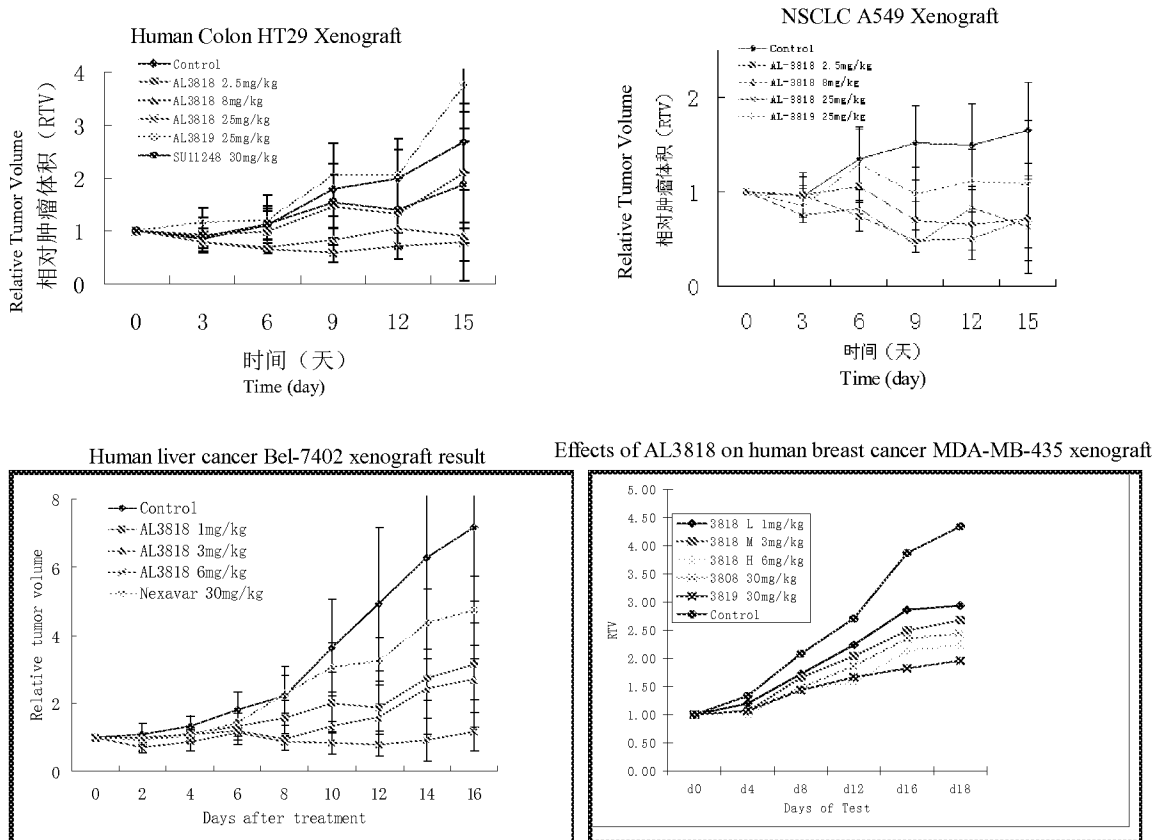 Human Colon HT29 Xenograft
Control
AL3818 2.5mg/kg
AL3818 8mg/kg
AL3818 25mg/kg
AL3819 25mg/kg
SU11248 30mg/kg
Relative Tumor Volume
相对肿瘤体积（RTV）
4
3
2
1
0
0 3 6 9 12 15
时间（天）
Time (day)
NSCLC A549 Xenograft
Control
AL-3818 2.5mg/kg
AL-3818 8mg/kg
AL-3818 25mg/kg
AL-3819 25mg/kg
Relative Tumor Volume
相对肿瘤体积（RTV）
2
1
0
0 3 6 9 12 15
时间（天）
Time (day)
Human liver cancer Bel-7402 xenograft result
Control
AL3818 1mg/kg
AL3818 3mg/kg
AL3818 6mg/kg
Nexavar 30mg/kg
Relative tumor volume
8
6
4
2
0
0 2 4 6 8 10 12 14 16
Days after treatment
Effects of AL3818 on human breast cancer MDA-MB-435 xenograft
3818 L 1mg/kg
3818 M 3mg/kg
3818 H 6mg/kg
3808 30mg/kg
3819 30mg/kg
Control
RTV
5.00
4.50
4.00
3.50
3.00
2.50
2.00
1.50
1.00
0.50
0.00
d0 d4 d8 d12 d16 d18
Days of Test